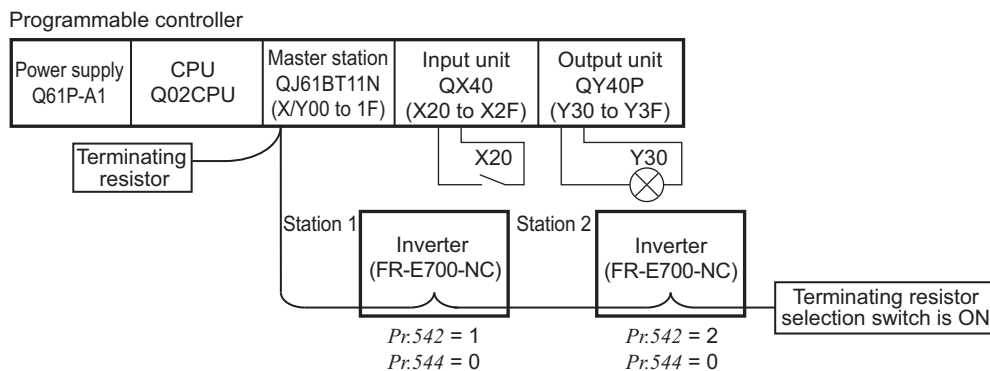 Programmable controller
Power supply
Q61P-A1
CPU
Q02CPU
Master station
QJ61BT11N
(X/Y00 to 1F)
Input unit
QX40
(X20 to X2F)
Output unit
QY40P
(Y30 to Y3F)
Terminating
resistor
X20
Y30
Station 1
Inverter
(FR-E700-NC)
Station 2
Inverter
(FR-E700-NC)
Terminating resistor
selection switch is ON
Pr.542 = 1
Pr.544 = 0
Pr.542 = 2
Pr.544 = 0